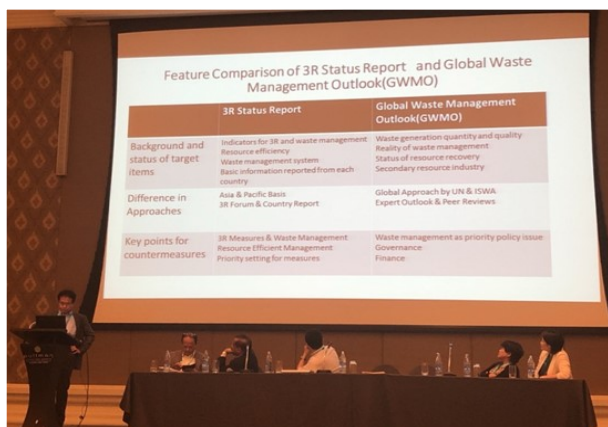 Feature Comparison of 3R Status Report and Global Waste
Management Outlook(GWMO)
3R Status Report
Global Waste Management
Outlook(GWMO)
Background and
status of target
items
Indicators for 3R and waste management
Resource efficiency
Waste management system
Basic information reported from each
country
Waste generation quantity and quality
Reality of waste management
Status of resource recovery
Secondary resource industry
Difference in
Approaches
Asia & Pacific Basis
3R Forum & Country Report
Global Approach by UN & ISWA
Expert Outlook & Peer Reviews
Key points for
countermeasures
3R Measures & Waste Management
Resource Efficient Management
Priority setting for measures
Waste management as priority policy issue
Governance
Finance